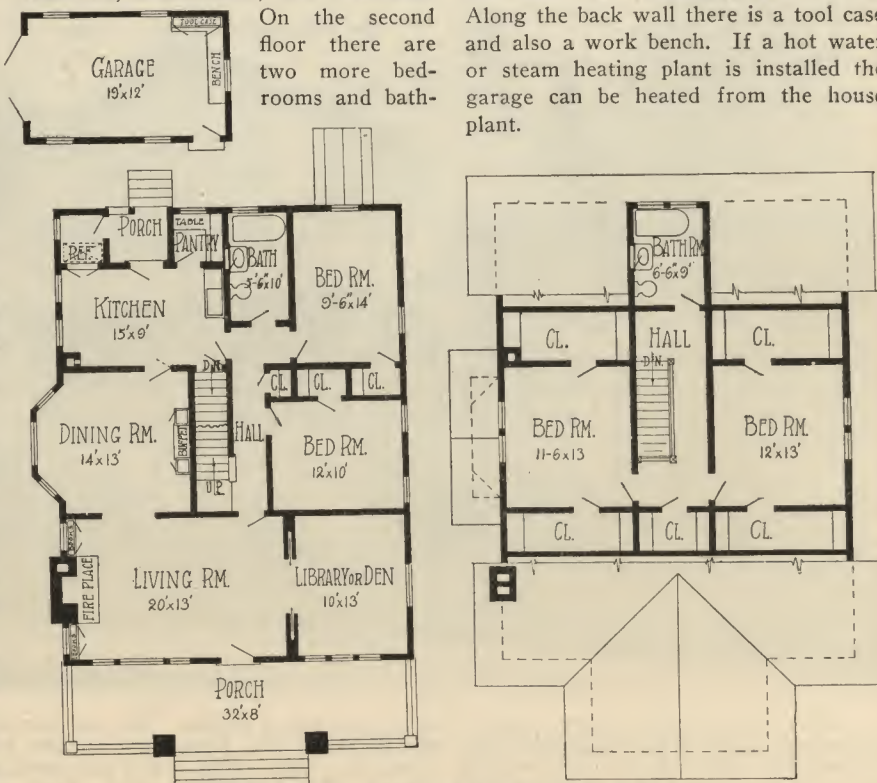 On the second
floor there are
two more bed-
rooms and bath-
Along the back wall there is a tool case
and also a work bench. If a hot water
or steam heating plant is installed the
garage can be heated from the house
plant.
TOOL CASE
BENCH
GARAGE
19'x12'
PORCH
TABLE
PANTRY
REF.
BATH
5'-6"x10'
BED RM.
9'-6"x14'
KITCHEN
15'x9'
DN.
CL.
CL.
CL.
DINING RM.
14'x13'
BUFFET
HALL
BED RM.
12'x10'
UP.
LIVING RM.
20'x13'
LIBRARY OR DEN
10'x13'
FIRE PLACE
PORCH
32'x8'
BATH RM.
6'-6"x9'
CL.
HALL
CL.
DN.
BED RM.
11-6x13
BED RM.
12'x13'
CL.
CL.
CL.